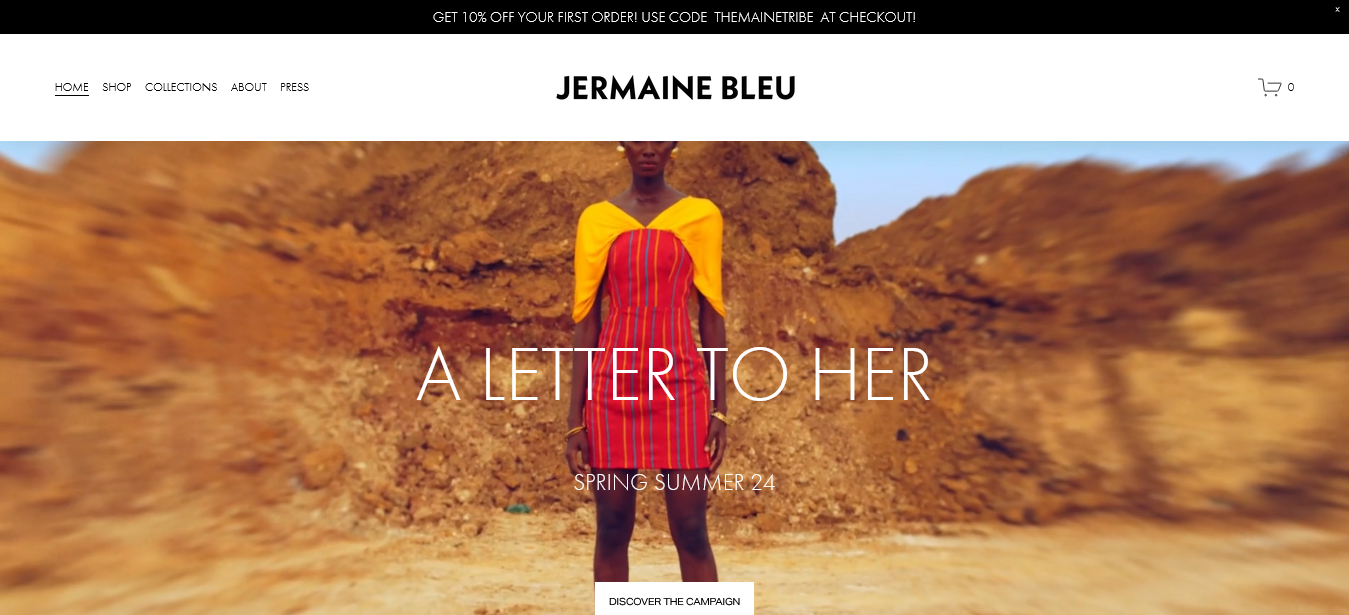 GET 10% OFF YOUR FIRST ORDER! USE CODE THEMAINETRIBE AT CHECKOUT!
x
HOME SHOP COLLECTIONS ABOUT PRESS
JERMAINE BLEU
0
A LETTER TO HER
SPRING SUMMER 24
DISCOVER THE CAMPAIGN